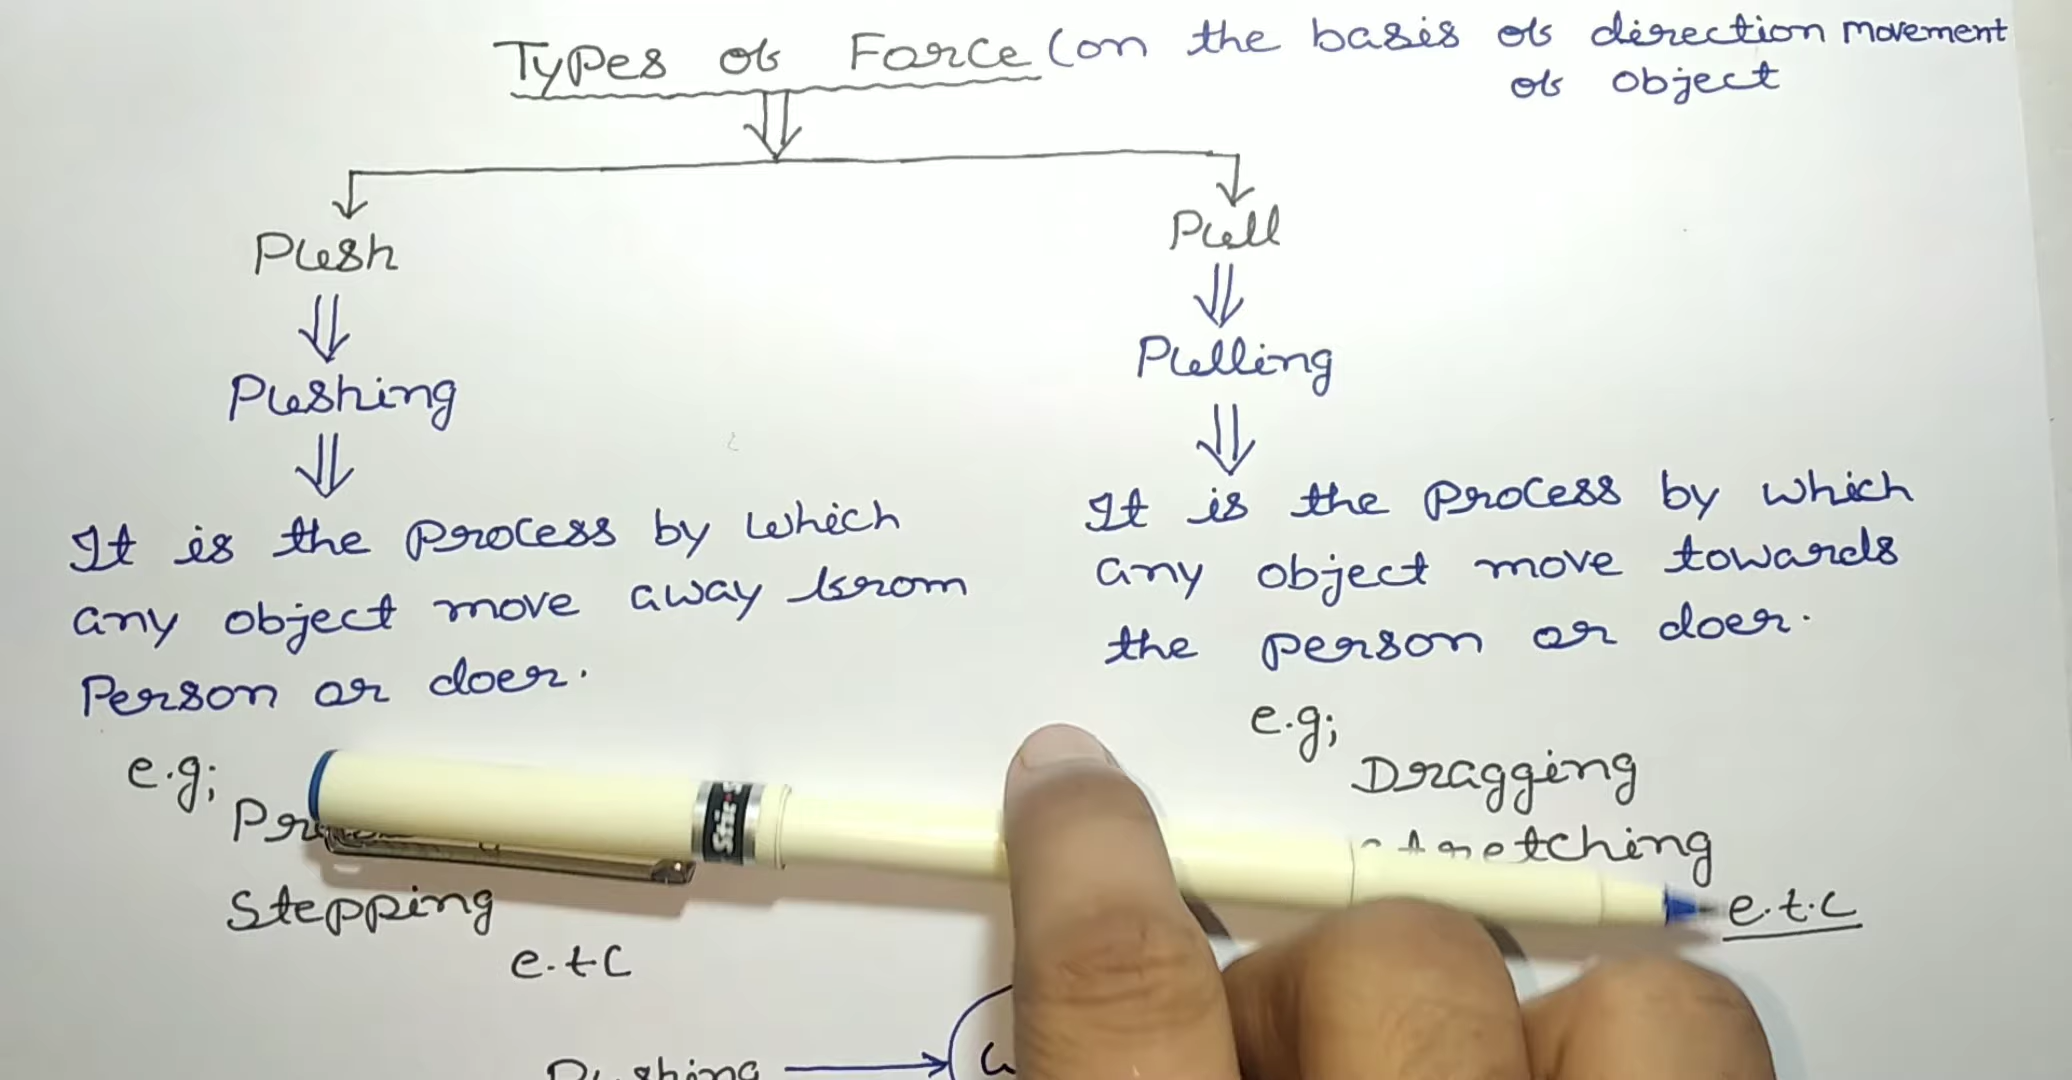 Types of Force (on the basis of direction movement
of object
Push
Pull
Pushing
Pulling
It is the process by which
any object move away from
Person or doer.
It is the process by which
any object move towards
the person or doer.
e.g;
Stepping
e.t.c
e.g;
Dragging
Stretching
e.t.c
Pushing